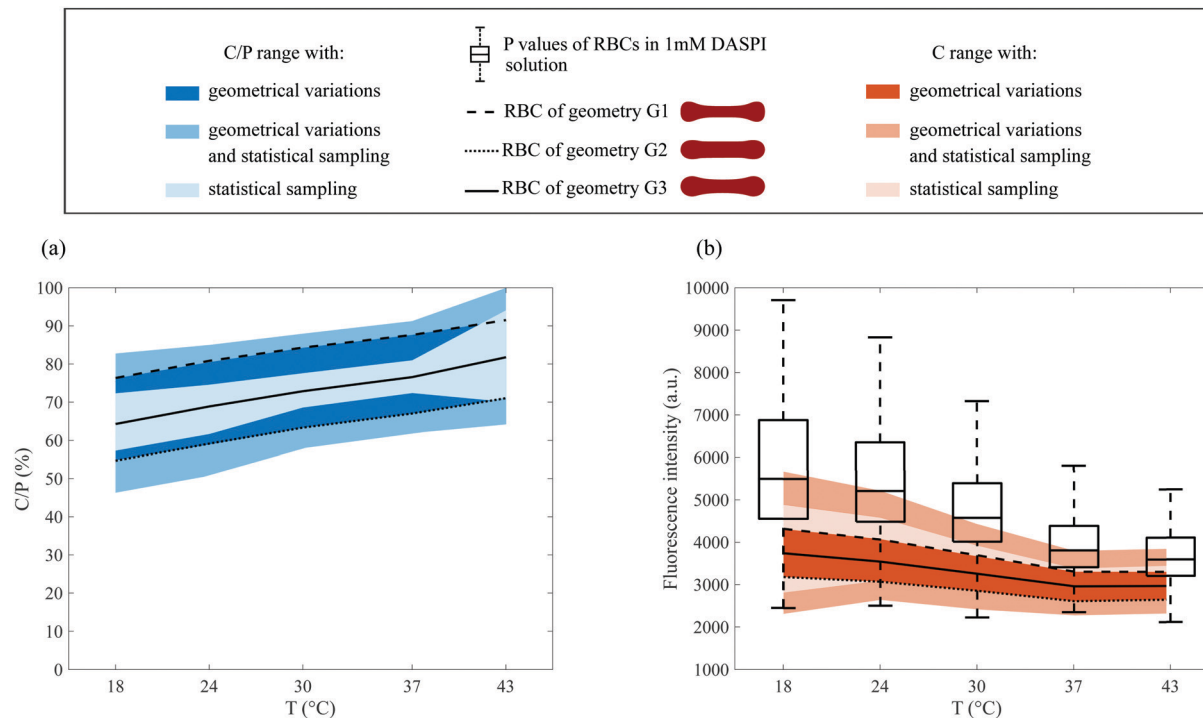 C/P range with:
geometrical variations
geometrical variations
and statistical sampling
statistical sampling
P values of RBCs in 1mM DASPI
solution
RBC of geometry G1
RBC of geometry G2
RBC of geometry G3
C range with:
geometrical variations
geometrical variations
and statistical sampling
statistical sampling
(a)
100
90
80
70
60
50
40
30
20
10
0
C/P (%)
18
24
30
37
43
T (°C)
(b)
10000
9000
8000
7000
6000
5000
4000
3000
2000
1000
Fluorescence intensity (a.u.)
18
24
30
37
43
T (°C)